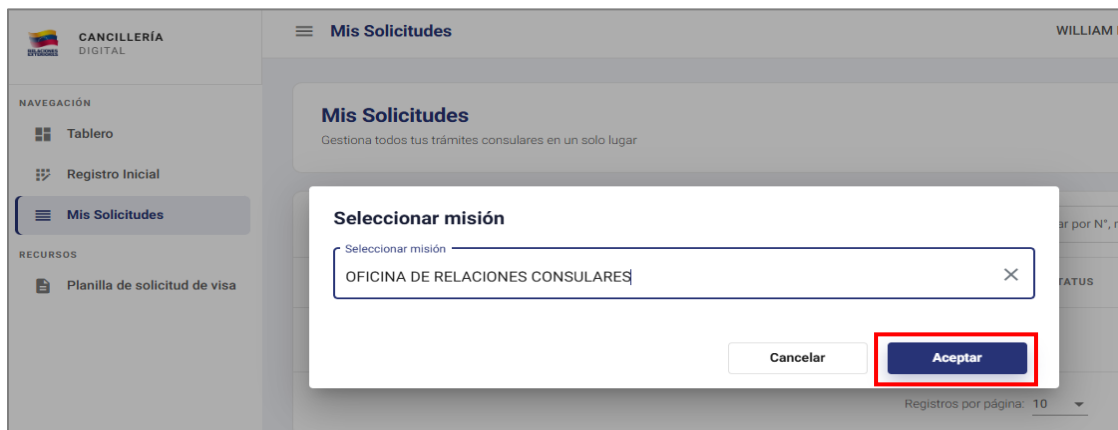 CANCILLERÍA
DIGITAL
RELACIONES
EXTERIORES
Mis Solicitudes
WILLIAM
NAVEGACIÓN
Tablero
Registro Inicial
Mis Solicitudes
RECURSOS
Planilla de solicitud de visa
Mis Solicitudes
Gestiona todos tus trámites consulares en un solo lugar
ar por N°,
TATUS
Seleccionar misión
Seleccionar misión
OFICINA DE RELACIONES CONSULARES
Cancelar
Aceptar
Registros por página: 10